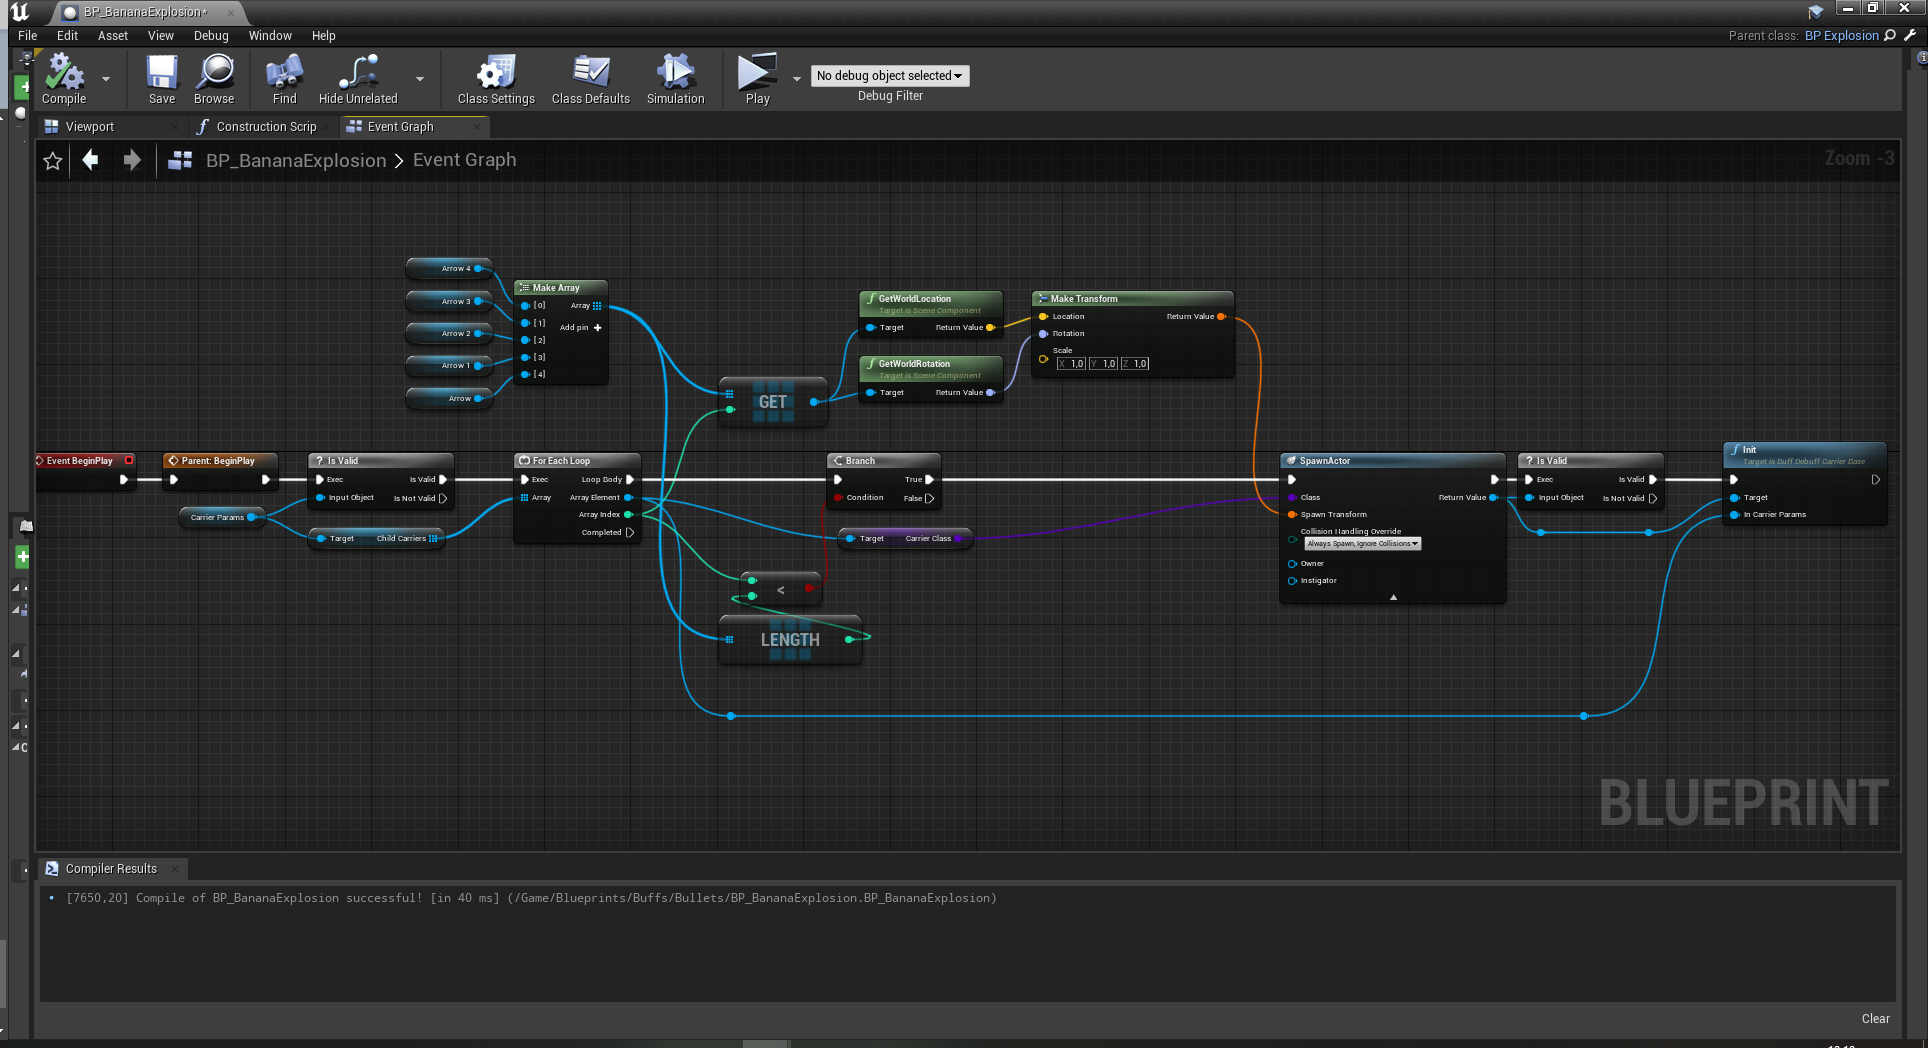 BP_BananaExplosion*
File Edit Asset View Debug Window Help
Parent class: BP Explosion
Compile Save Browse Find Hide Unrelated Class Settings Class Defaults Simulation Play
No debug object selected
Debug Filter
Viewport Construction Scrip Event Graph
BP_BananaExplosion > Event Graph
Zoom -3
Arrow 4
Arrow 3
Arrow 2
Arrow 1
Arrow
Make Array
[0] Array
[1] Add pin
[2]
[3]
[4]
GET
GetWorldLocation
Target is Scene Component
Target Return Value
GetWorldRotation
Target is Scene Component
Target Return Value
Make Transform
Location Return Value
Rotation
Scale
X 1,0 Y 1,0 Z 1,0
Event BeginPlay
Parent: BeginPlay
Carrier Params
? Is Valid
Exec Is Valid
Input Object Is Not Valid
Target Child Carriers
For Each Loop
Exec Loop Body
Array Array Element
Array Index
Completed
Branch
True
Condition False
Target Carrier Class
<
LENGTH
SpawnActor
Class Return Value
Spawn Transform
Collision Handling Override
Always Spawn, Ignore Collisions
Owner
Instigator
? Is Valid
Exec Is Valid
Input Object Is Not Valid
Init
Target is Duff Debuff Carrier Base
Target
In Carrier Params
BLUEPRINT
Compiler Results
[7650,20] Compile of BP_BananaExplosion successful! [in 40 ms] (/Game/Blueprints/Buffs/Bullets/BP_BananaExplosion.BP_BananaExplosion)
Clear